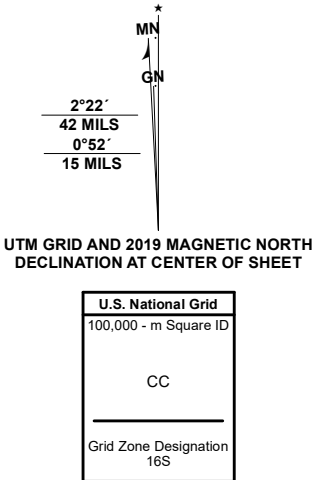 ★
MN
GN
2°22´
42 MILS
0°52´
15 MILS
UTM GRID AND 2019 MAGNETIC NORTH
DECLINATION AT CENTER OF SHEET
U.S. National Grid
100,000 - m Square ID
CC
Grid Zone Designation
16S